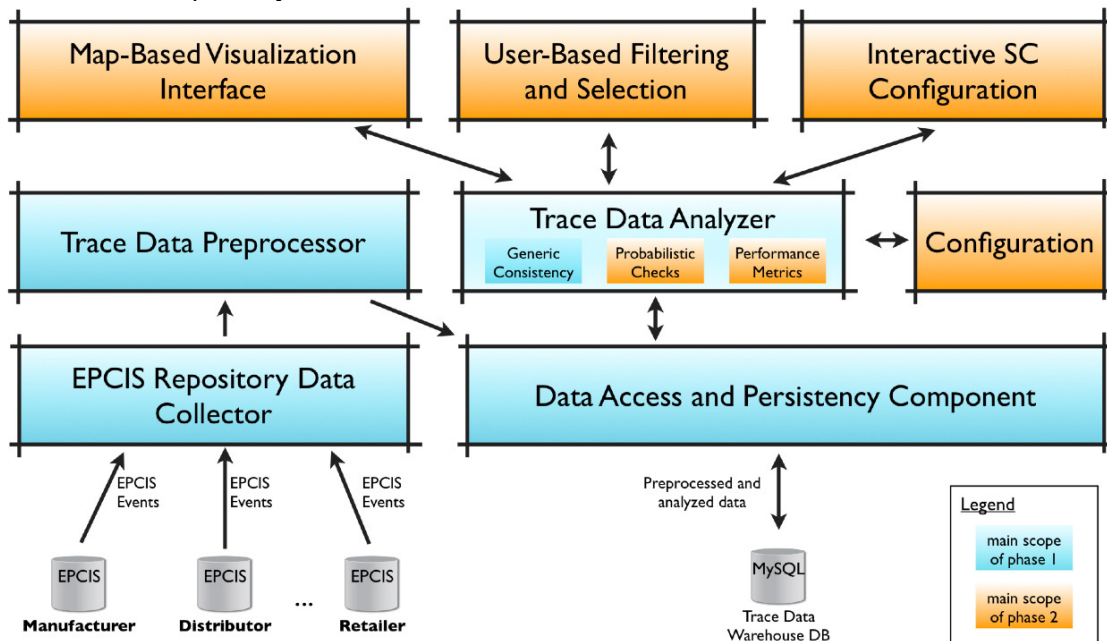 Map-Based Visualization
Interface
User-Based Filtering
and Selection
Interactive SC
Configuration
Trace Data Preprocessor
Trace Data Analyzer
Generic
Consistency
Probabilistic
Checks
Performance
Metrics
Configuration
EPCIS Repository Data
Collector
Data Access and Persistency Component
EPCIS
Events
EPCIS
Events
EPCIS
Events
Preprocessed and
analyzed data
EPCIS
Manufacturer
EPCIS
Distributor
...
EPCIS
Retailer
MySQL
Trace Data
Warehouse DB
Legend
main scope
of phase 1
main scope
of phase 2